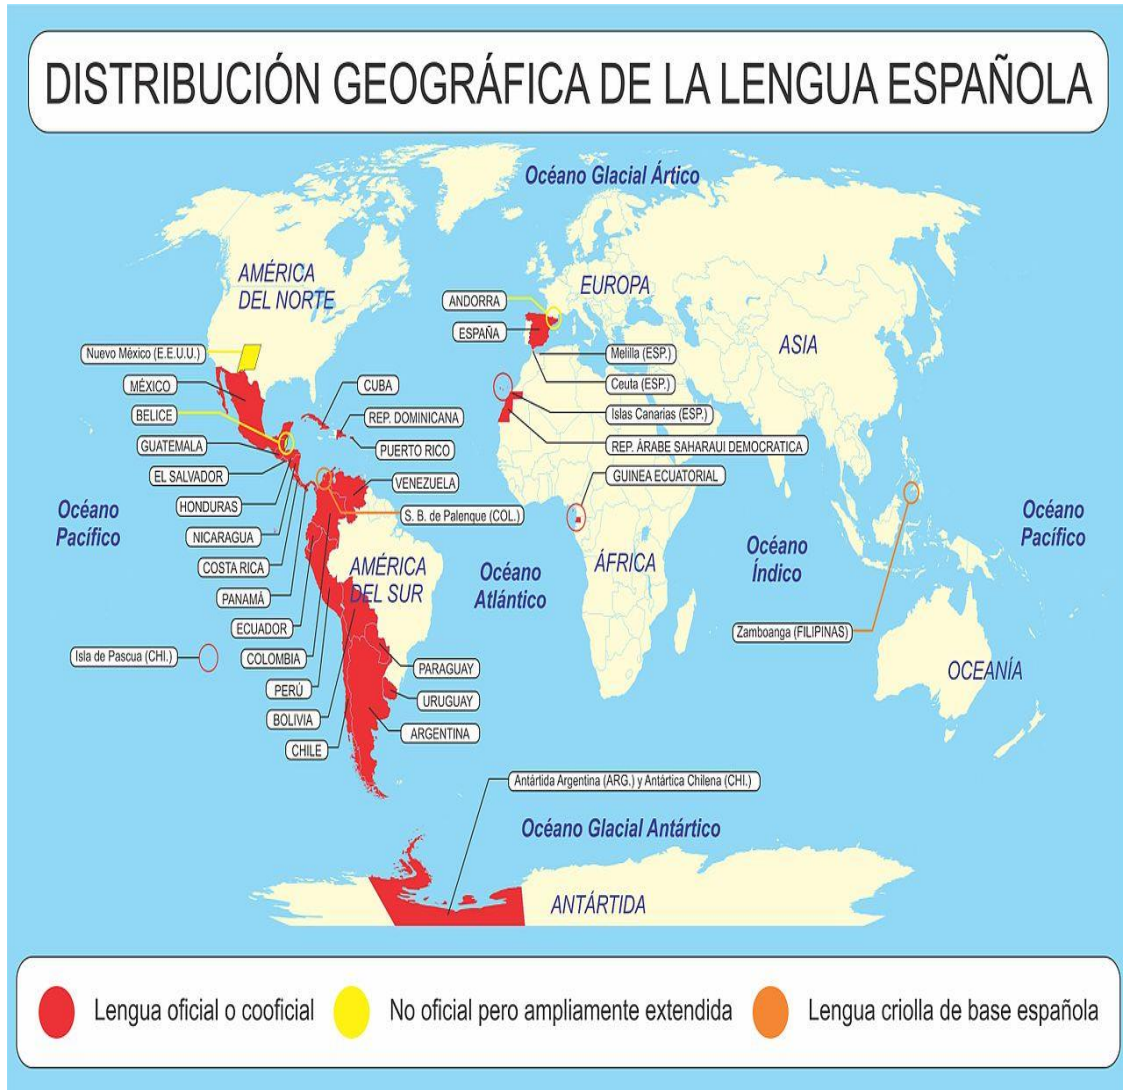 DISTRIBUCIÓN GEOGRÁFICA DE LA LENGUA ESPAÑOLA
Océano Glacial Ártico
AMÉRICA
DEL NORTE
EUROPA
ANDORRA
ESPAÑA
ASIA
Nuevo México (E.E.U.U.)
Melilla (ESP.)
MÉXICO
CUBA
Ceuta (ESP.)
BELICE
REP. DOMINICANA
Islas Canarias (ESP.)
GUATEMALA
PUERTO RICO
REP. ÁRABE SAHARAUI DEMOCRATICA
EL SALVADOR
VENEZUELA
GUINEA ECUATORIAL
HONDURAS
S. B. de Palenque (COL.)
Océano
Pacífico
Océano
Pacífico
NICARAGUA
COSTA RICA
AMÉRICA
DEL SUR
Océano
Atlántico
ÁFRICA
Océano
Índico
PANAMÁ
ECUADOR
Zamboanga (FILIPINAS)
Isla de Pascua (CHI.)
COLOMBIA
PARAGUAY
OCEANÍA
PERÚ
URUGUAY
BOLIVIA
ARGENTINA
CHILE
Antártida Argentina (ARG.) y Antártica Chilena (CHI.)
Océano Glacial Antártico
ANTÁRTIDA
Lengua oficial o cooficial
No oficial pero ampliamente extendida
Lengua criolla de base española